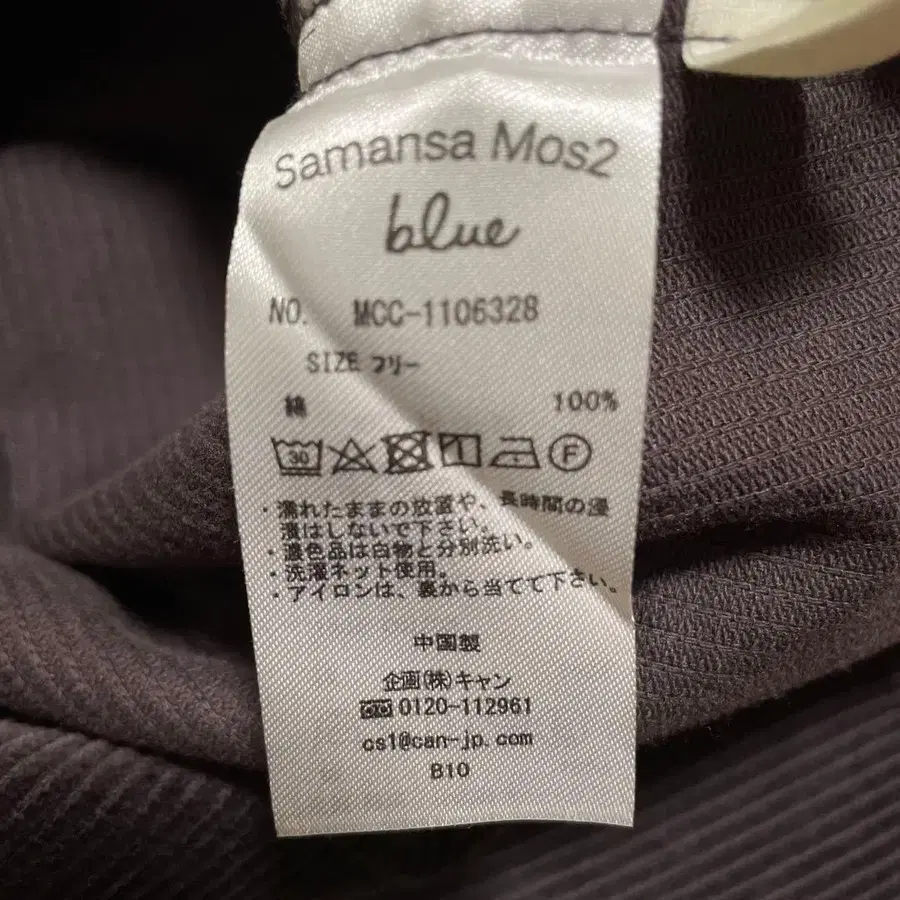 Samansa Mos2
blue
NO. MCC-1106328
SIZE フリー
綿 100%
30 F
・濡れたままの放置や、長時間の浸
漬はしないで下さい。
・濃色品は白物と分別洗い。
・洗濯ネット使用。
・アイロンは、裏から当てて下さい。
中国製
企画(株)キャン
0120-112961
cs1@can-jp.com
B10